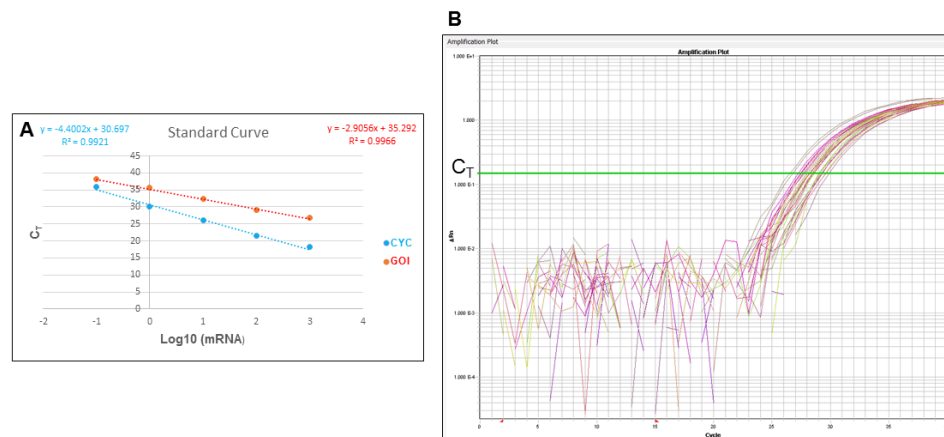 A
y = -4.4002x + 30.697
R² = 0.9921
Standard Curve
y = -2.9056x + 35.292
R² = 0.9966
45
40
35
30
25
20
15
10
5
0
-2 -1 0 1 2 3 4
C_T
Log10 (mRNA)
CYC
GOI
B
Amplification Plot
Amplification Plot
1.000 E+1
1.000
C_T
1.000 E-1
1.000 E-2
1.000 E-3
1.000 E-4
ΔRn
0 5 10 15 20 25 30 35
Cycle